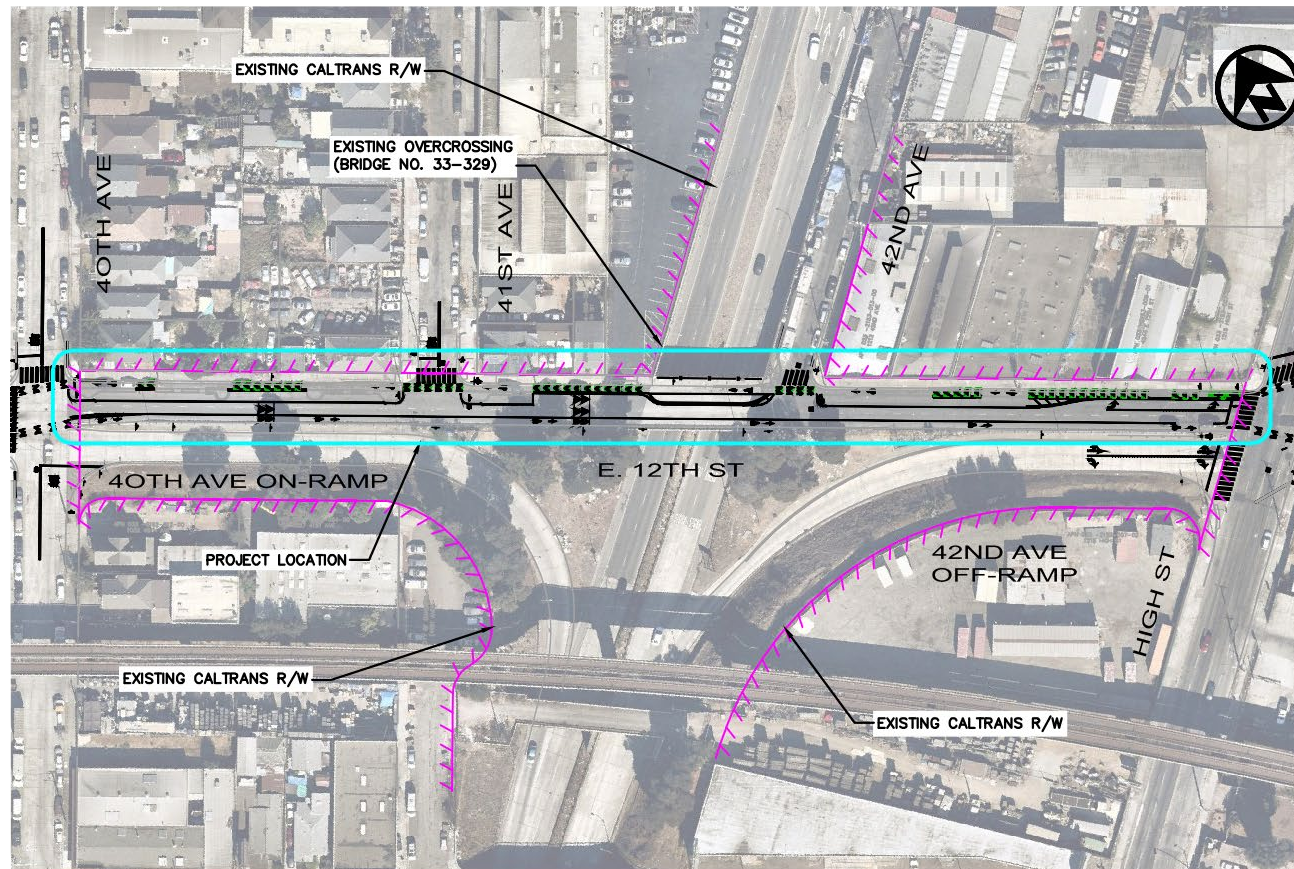 EXISTING CALTRANS R/W
EXISTING OVERCROSSING
(BRIDGE NO. 33-329)
40TH AVE
41ST AVE
42ND AVE
E. 12TH ST
40TH AVE ON-RAMP
PROJECT LOCATION
42ND AVE
OFF-RAMP
HIGH ST
EXISTING CALTRANS R/W
EXISTING CALTRANS R/W